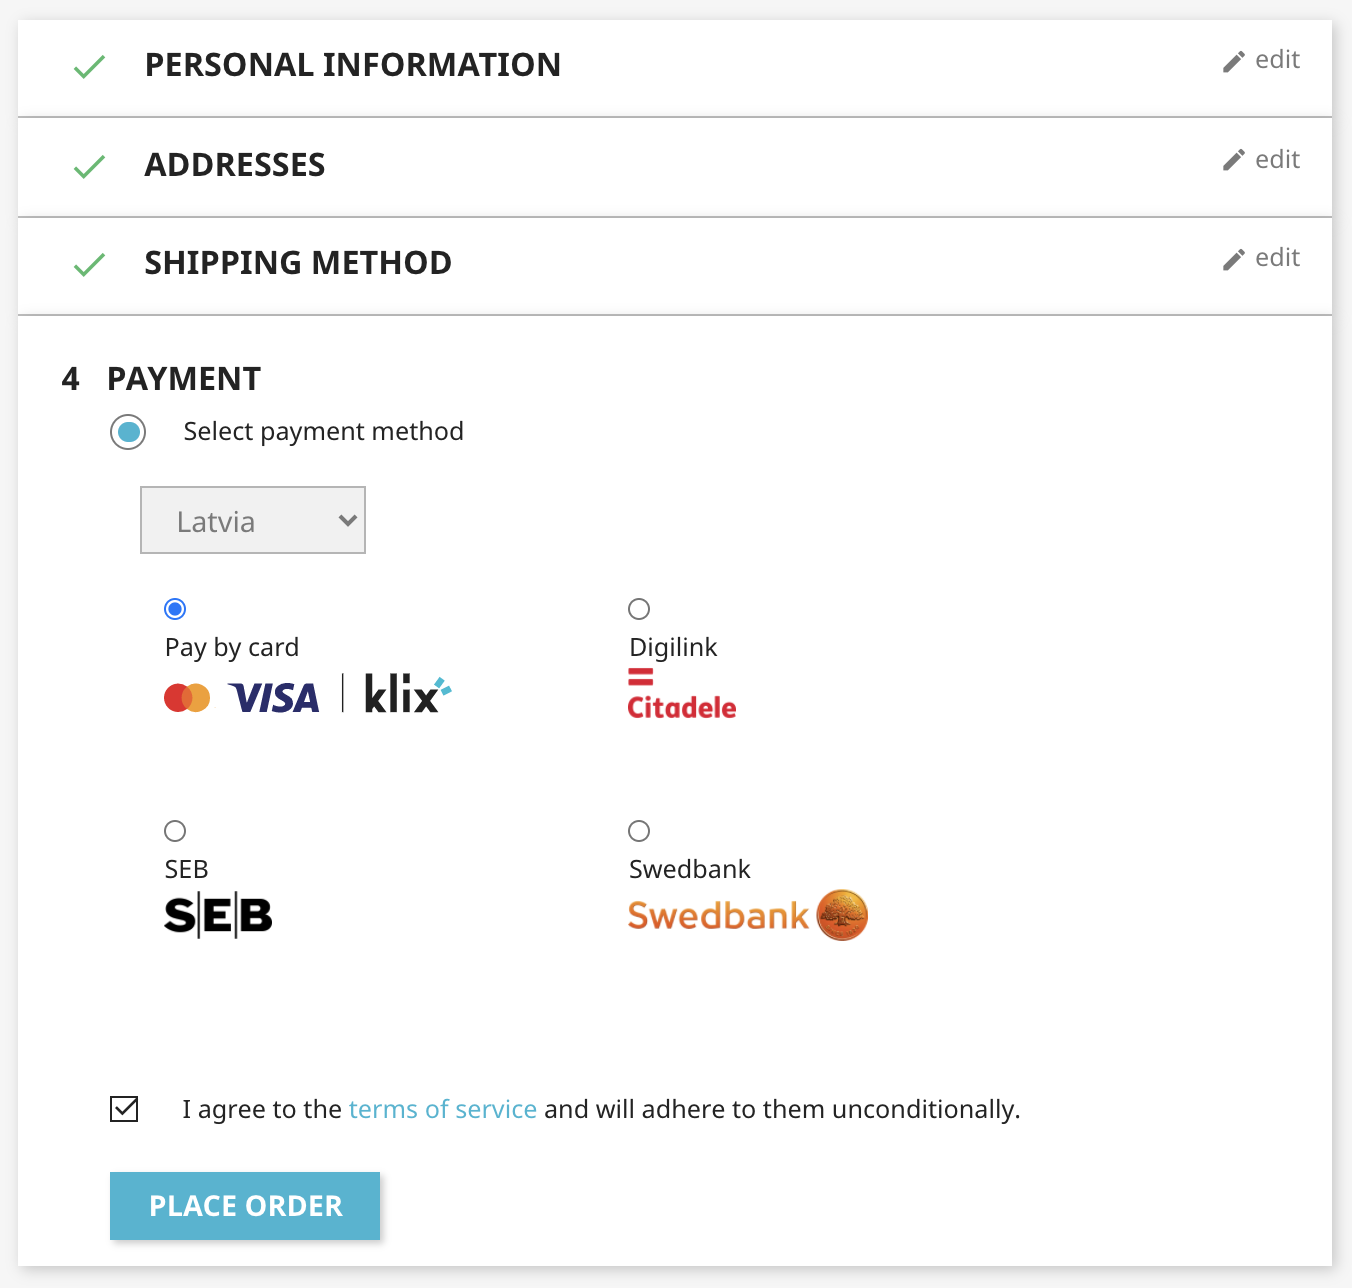 PERSONAL INFORMATION
edit
ADDRESSES
edit
SHIPPING METHOD
edit
4 PAYMENT
Select payment method
Latvia
Pay by card
VISA | klix
Digilink
Citadele
SEB
S|E|B
Swedbank
Swedbank
I agree to the terms of service and will adhere to them unconditionally.
PLACE ORDER